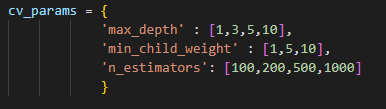 cv_params = {
'max_depth' : [1,3,5,10],
'min_child_weight' : [1,5,10],
'n_estimators': [100,200,500,1000]
}